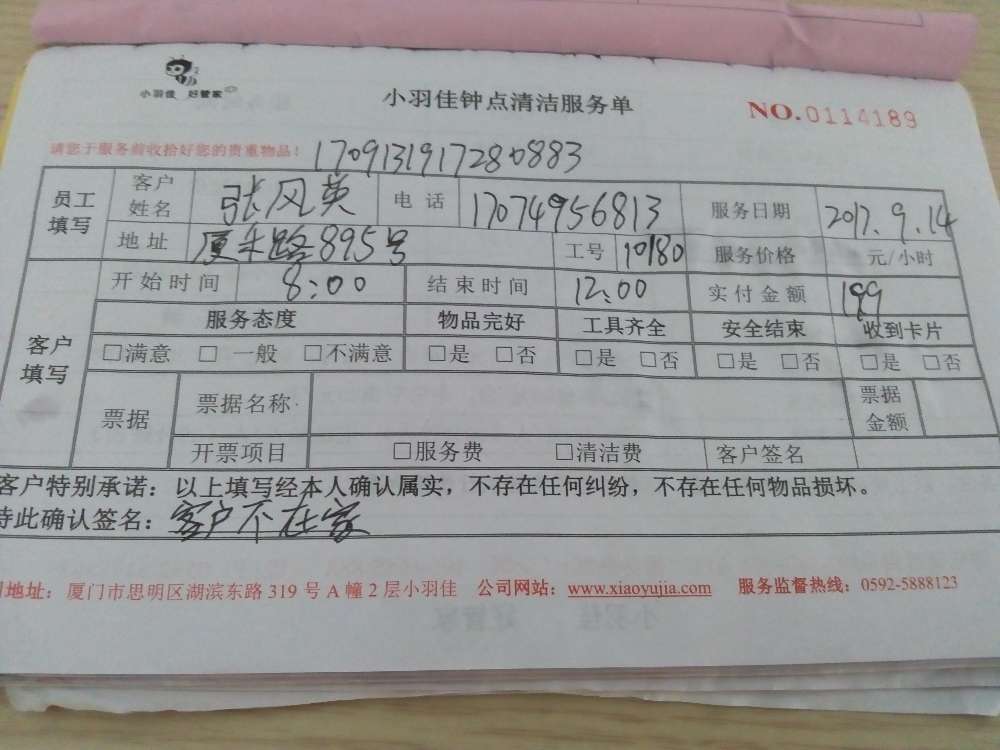 小羽佳 好管家
小羽佳钟点清洁服务单 NO.0114189
请您于服务前收拾好您的贵重物品! 1709131917280883
员工填写 客户姓名 张风英 电话 17074956813 服务日期 2017.9.14
地址 厦禾路895号 工号 10180 服务价格 元/小时
客户填写 开始时间 8:00 结束时间 12:00 实付金额 199
服务态度 物品完好 工具齐全 安全结束 收到卡片
□满意 □一般 □不满意 □是 □否 □是 □否 □是 □否 □是 □否
票据 票据名称 票据金额
开票项目 □服务费 □清洁费 客户签名
客户特别承诺:以上填写经本人确认属实,不存在任何纠纷,不存在任何物品损坏。
特此确认签名:客户不在家
地址:厦门市思明区湖滨东路319号A幢2层小羽佳 公司网站:www.xiaoyujia.com 服务监督热线:0592-5888123